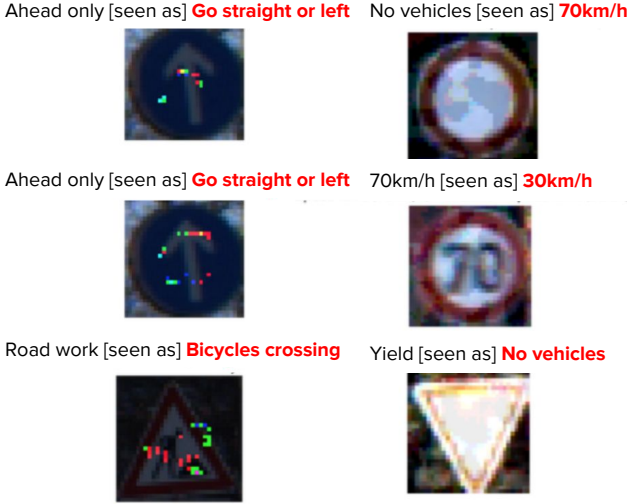 Ahead only [seen as] Go straight or left
No vehicles [seen as] 70km/h
Ahead only [seen as] Go straight or left
70km/h [seen as] 30km/h
70
Road work [seen as] Bicycles crossing
Yield [seen as] No vehicles